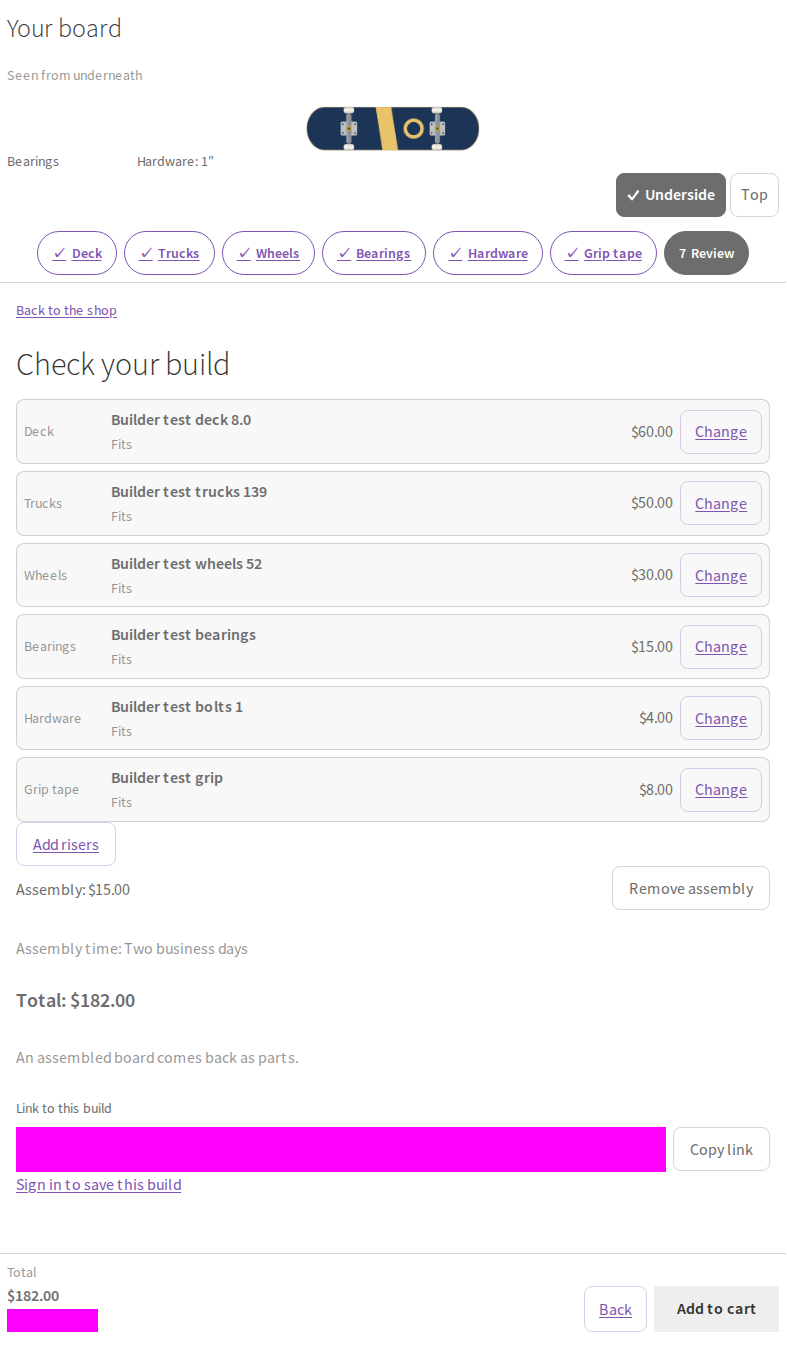 Your board
Seen from underneath
Bearings
Hardware: 1″
✓ Underside
Top
✓ Deck
✓ Trucks
✓ Wheels
✓ Bearings
✓ Hardware
✓ Grip tape
7 Review
Back to the shop
Check your build
Deck
Builder test deck 8.0
Fits
$60.00
Change
Trucks
Builder test trucks 139
Fits
$50.00
Change
Wheels
Builder test wheels 52
Fits
$30.00
Change
Bearings
Builder test bearings
Fits
$15.00
Change
Hardware
Builder test bolts 1
Fits
$4.00
Change
Grip tape
Builder test grip
Fits
$8.00
Change
Add risers
Assembly: $15.00
Remove assembly
Assembly time: Two business days
Total: $182.00
An assembled board comes back as parts.
Link to this build
Copy link
Sign in to save this build
Total
$182.00
Back
Add to cart